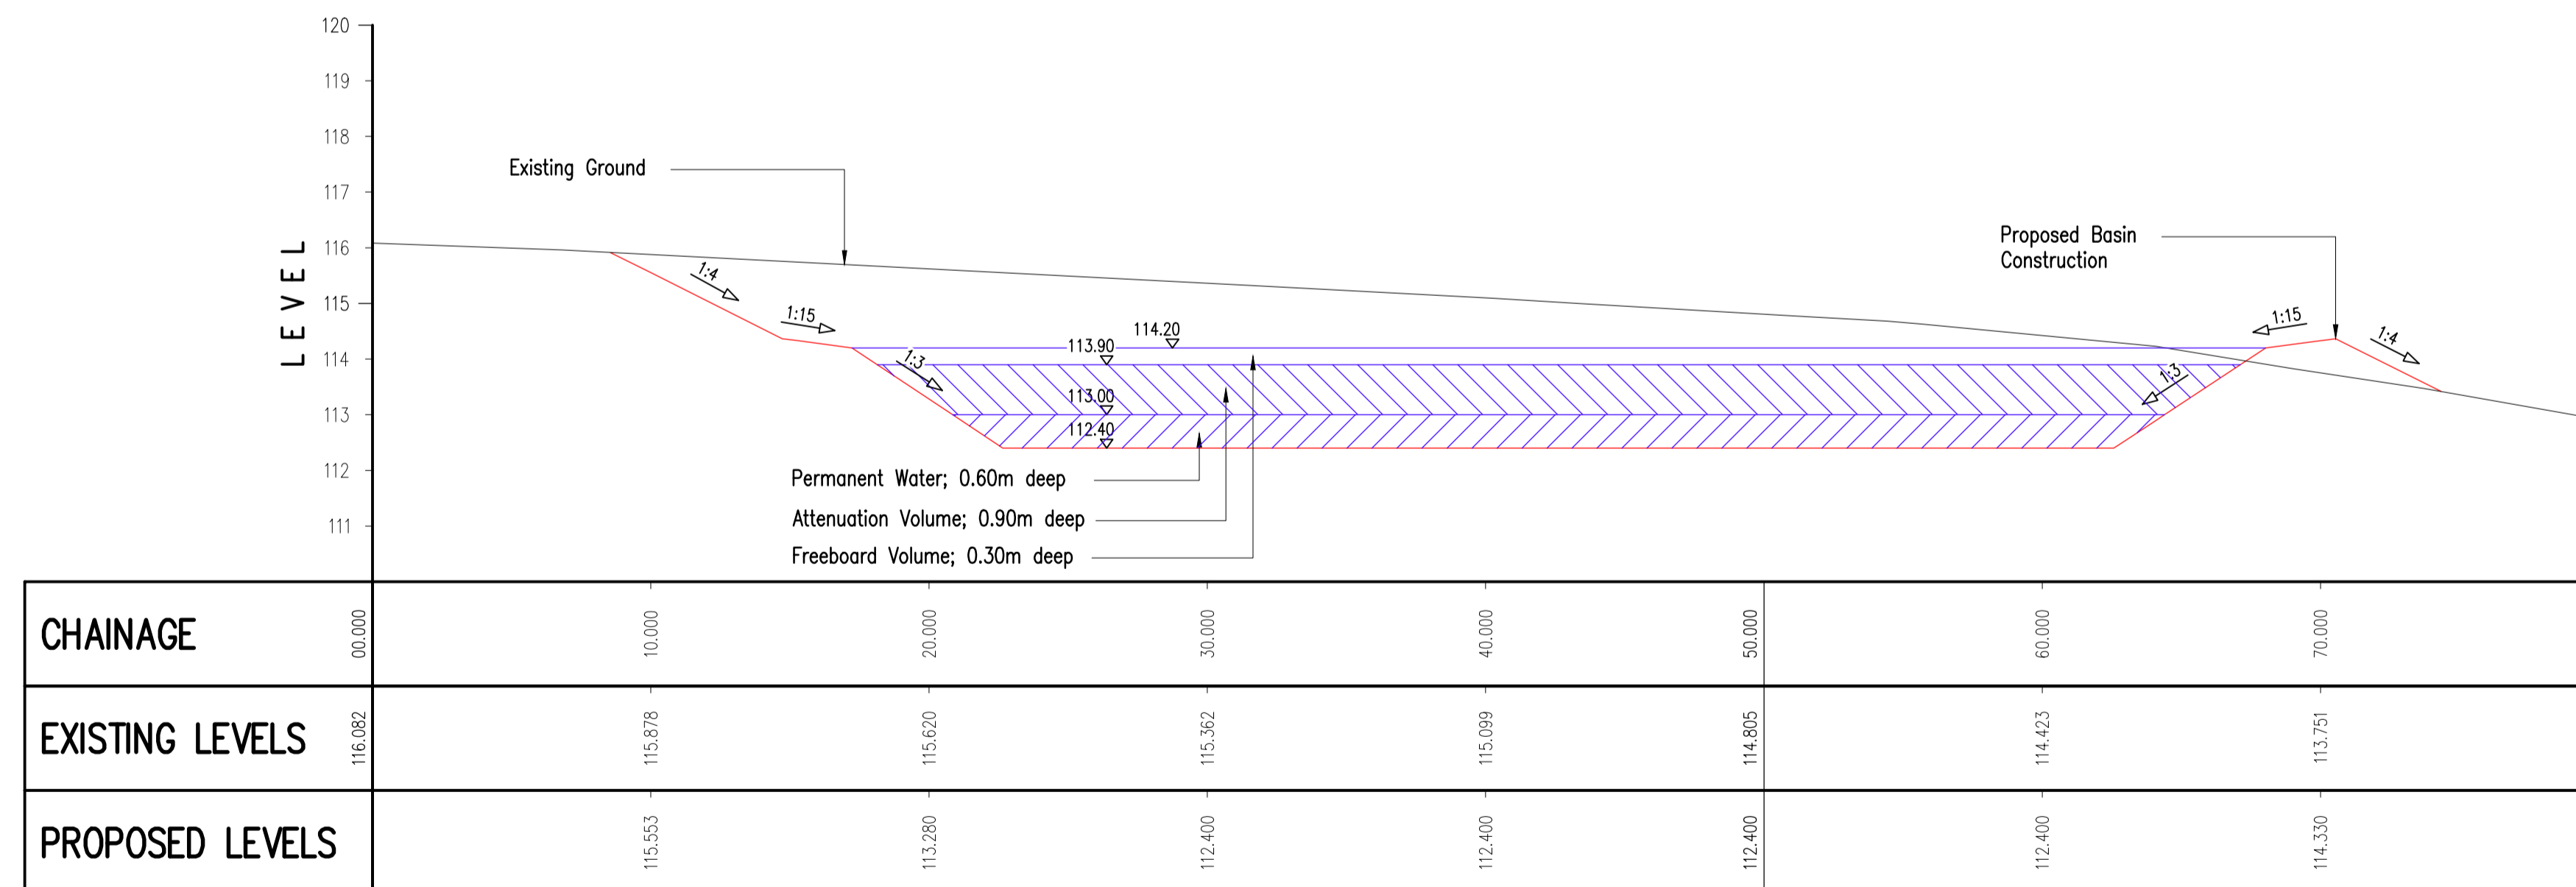 120
119
118
117
116
115
114
113
112
111
LEVEL
Existing Ground
1:4
1:15
1:3
114.20
113.90
113.00
112.40
Proposed Basin
Construction
1:15
1:4
1:3
Permanent Water; 0.60m deep
Attenuation Volume; 0.90m deep
Freeboard Volume; 0.30m deep
CHAINAGE 00.000 10.000 20.000 30.000 40.000 50.000 60.000 70.000
EXISTING LEVELS 116.082 115.878 115.620 115.362 115.099 114.805 114.423 113.751
PROPOSED LEVELS 115.553 113.280 112.400 112.400 112.400 112.400 114.330